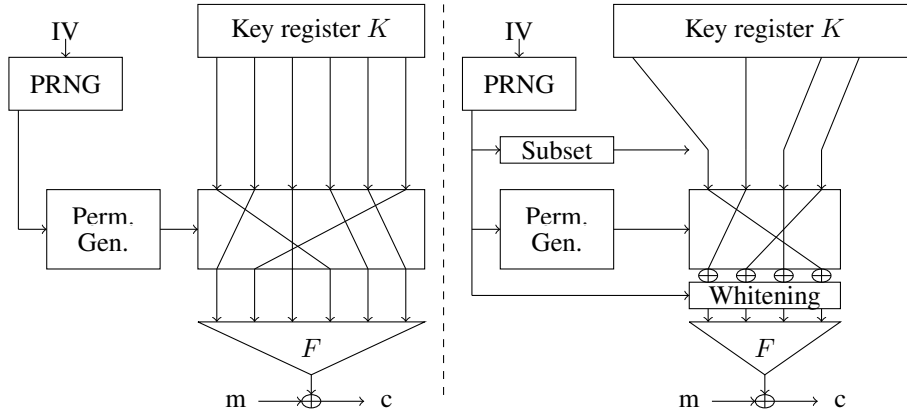 IV
Key register K
PRNG
Perm.
Gen.
F
m
c
IV
Key register K
PRNG
Subset
Perm.
Gen.
Whitening
F
m
c